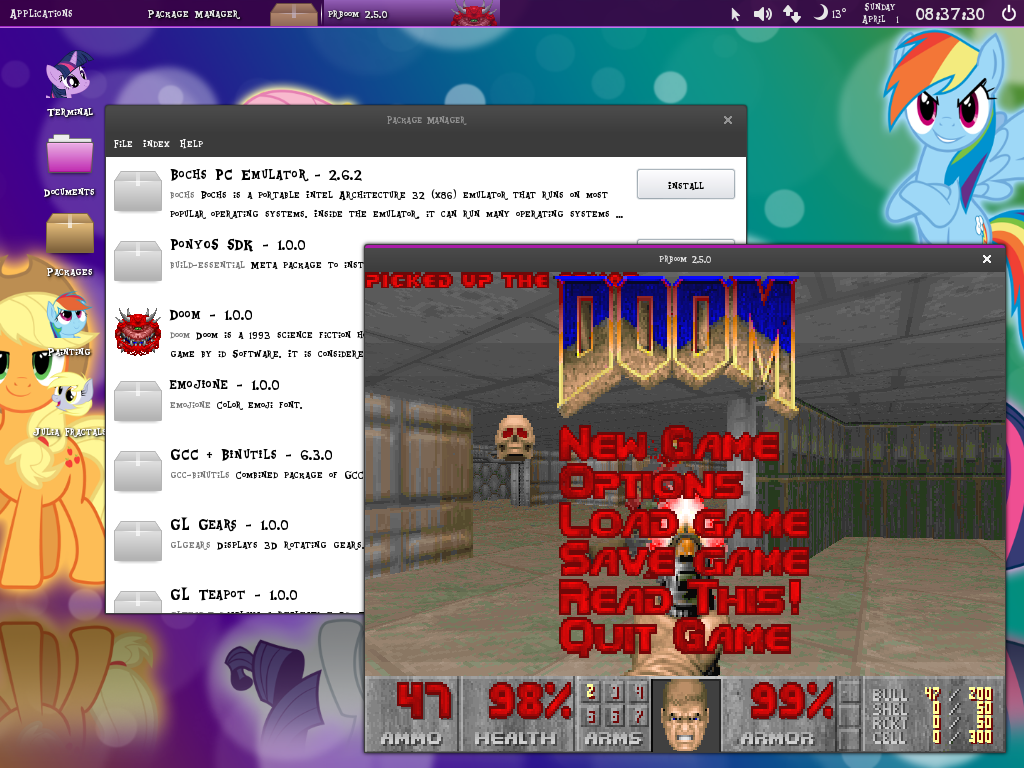 Applications
Package Manager
PrBoom 2.5.0
13°
Sunday
April 1
08:37:30
Terminal
Documents
Packages
Painting
Julia Fractals
Package Manager
File Index Help
Bochs PC Emulator - 2.6.2
bochs Bochs is a portable Intel Architecture 32 (x86) emulator that runs on most
popular operating systems. Inside the emulator, it can run many operating systems ...
Install
PonyOS SDK - 1.0.0
build-essential Meta package to inst
Doom - 1.0.0
doom Doom is a 1993 science fiction h
game by id Software. It is considere
Emojione - 1.0.0
emojione Color emoji font.
GCC + Binutils - 6.3.0
gcc-binutils Combined package of GCC
GL Gears - 1.0.0
glgears Displays 3D rotating gears.
GL Teapot - 1.0.0
PrBoom 2.5.0
PICKED UP THE
DOOM
New Game
Options
Load Game
Save Game
Read This!
Quit Game
47 98% 2 3 4 99%
5 6 7
AMMO HEALTH ARMS ARMOR
BULL 47 / 200
SHEL 0 / 50
RCKT 0 / 50
CELL 0 / 300